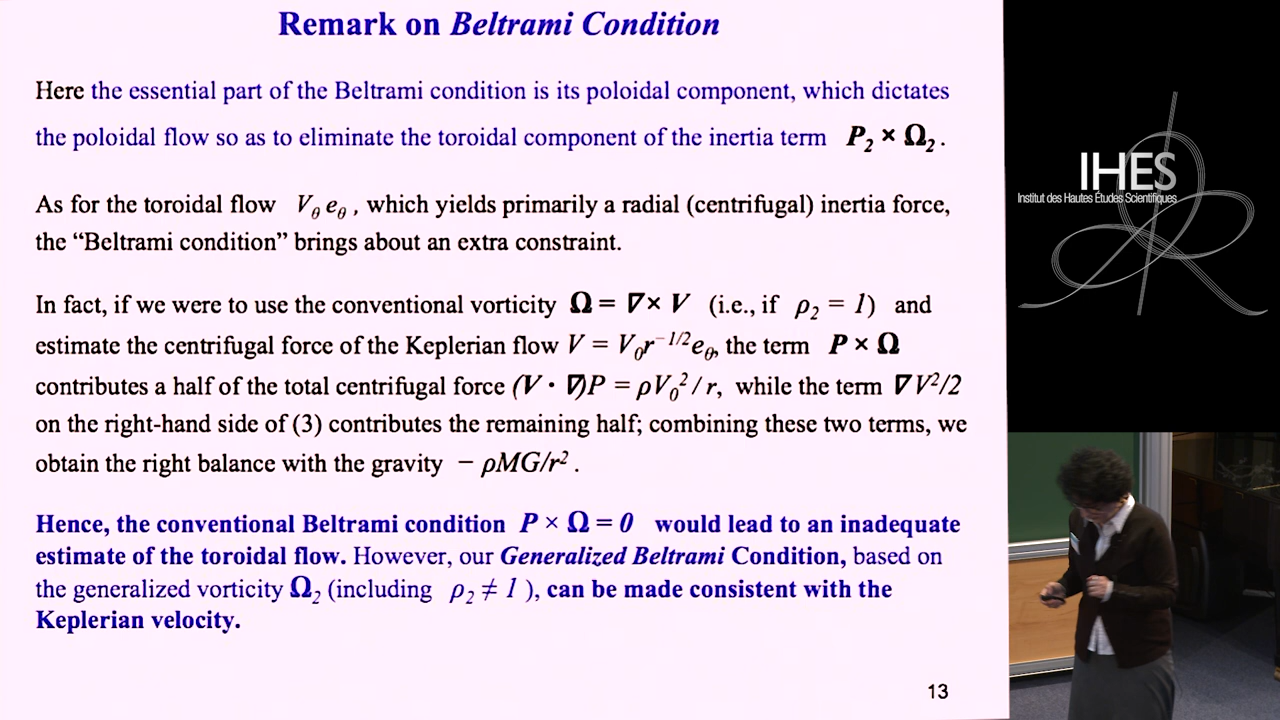 Remark on Beltrami Condition
Here the essential part of the Beltrami condition is its poloidal component, which dictates
the poloidal flow so as to eliminate the toroidal component of the inertia term P₂ × Ω₂ .
As for the toroidal flow V_θ e_θ , which yields primarily a radial (centrifugal) inertia force,
the “Beltrami condition” brings about an extra constraint.
In fact, if we were to use the conventional vorticity Ω = ∇× V (i.e., if ρ₂ = 1) and
estimate the centrifugal force of the Keplerian flow V = V₀r⁻¹ᐟ²e_θ, the term P × Ω
contributes a half of the total centrifugal force (V · ∇)P = ρV₀² / r, while the term ∇V²/2
on the right-hand side of (3) contributes the remaining half; combining these two terms, we
obtain the right balance with the gravity − ρMG/r² .
Hence, the conventional Beltrami condition P × Ω = 0 would lead to an inadequate
estimate of the toroidal flow. However, our Generalized Beltrami Condition, based on
the generalized vorticity Ω₂ (including ρ₂ ≠ 1 ), can be made consistent with the
Keplerian velocity.
13
IHES
Institut des Hautes Études Scientifiques